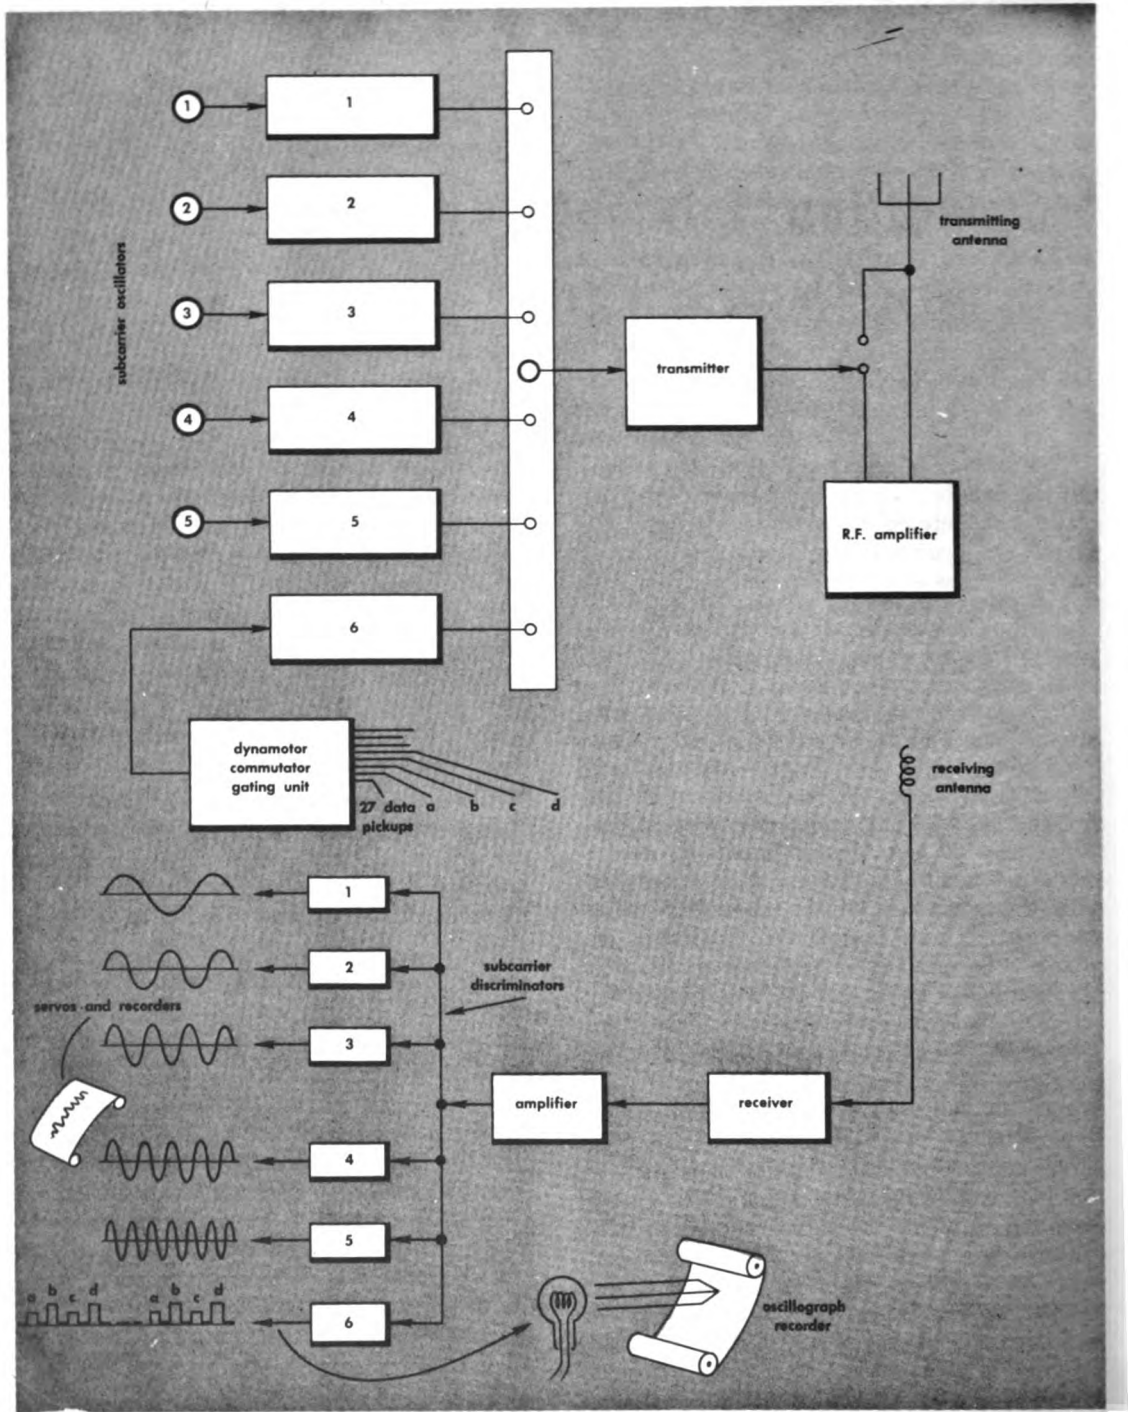 1 1
2 2
subcarrier oscillators
3 3
4 4
5 5
6
transmitting
antenna
transmitter
R.F. amplifier
dynamotor
commutator
gating unit
27 data
pickups
a b c d
receiving
antenna
1
2
3
4
5
6
subcarrier
discriminators
servos and recorders
amplifier
receiver
a b c d a b c d
oscillograph
recorder